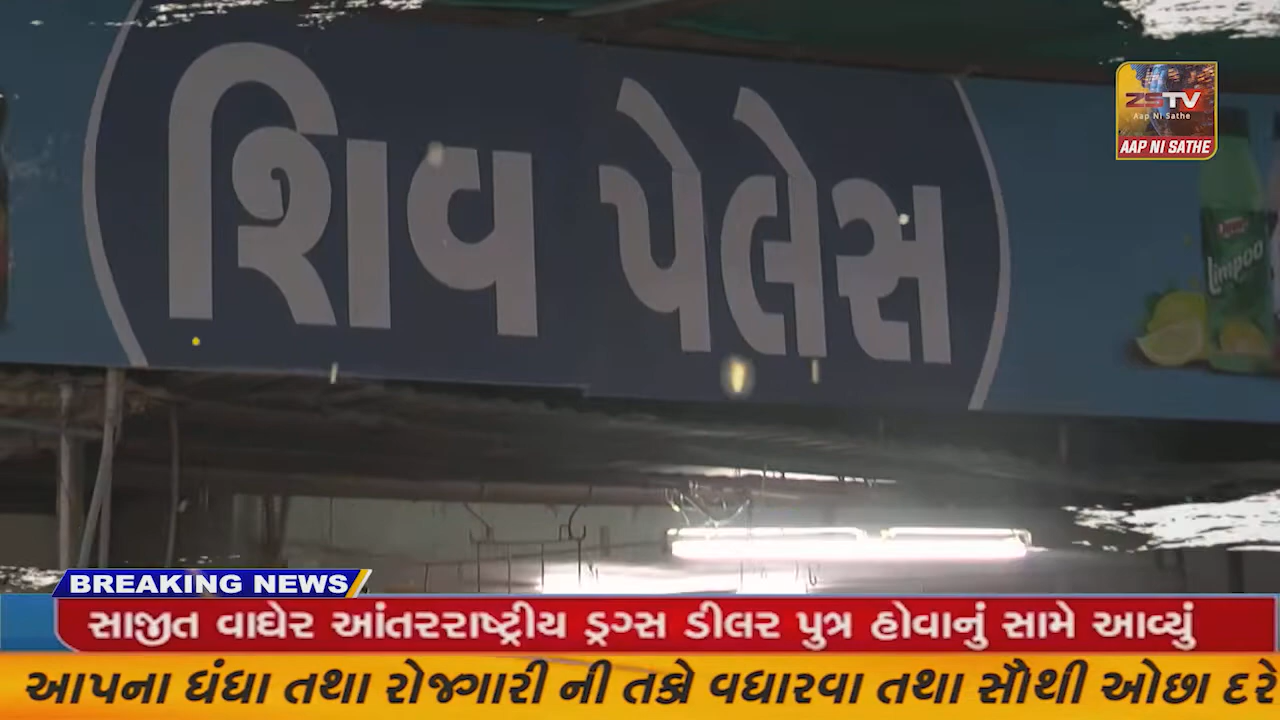 શિવ પેલેસ
ZSTV
Aap Ni Sathe
AAP NI SATHE
Limpoo
BREAKING NEWS
સાજીત વાઘેર આંતરરાષ્ટ્રીય ડ્રગ્સ ડીલર પુત્ર હોવાનું સામે આવ્યું
આપના ધંધા તથા રોજગારી ની તકો વધારવા તથા સૌથી ઓછા દરે